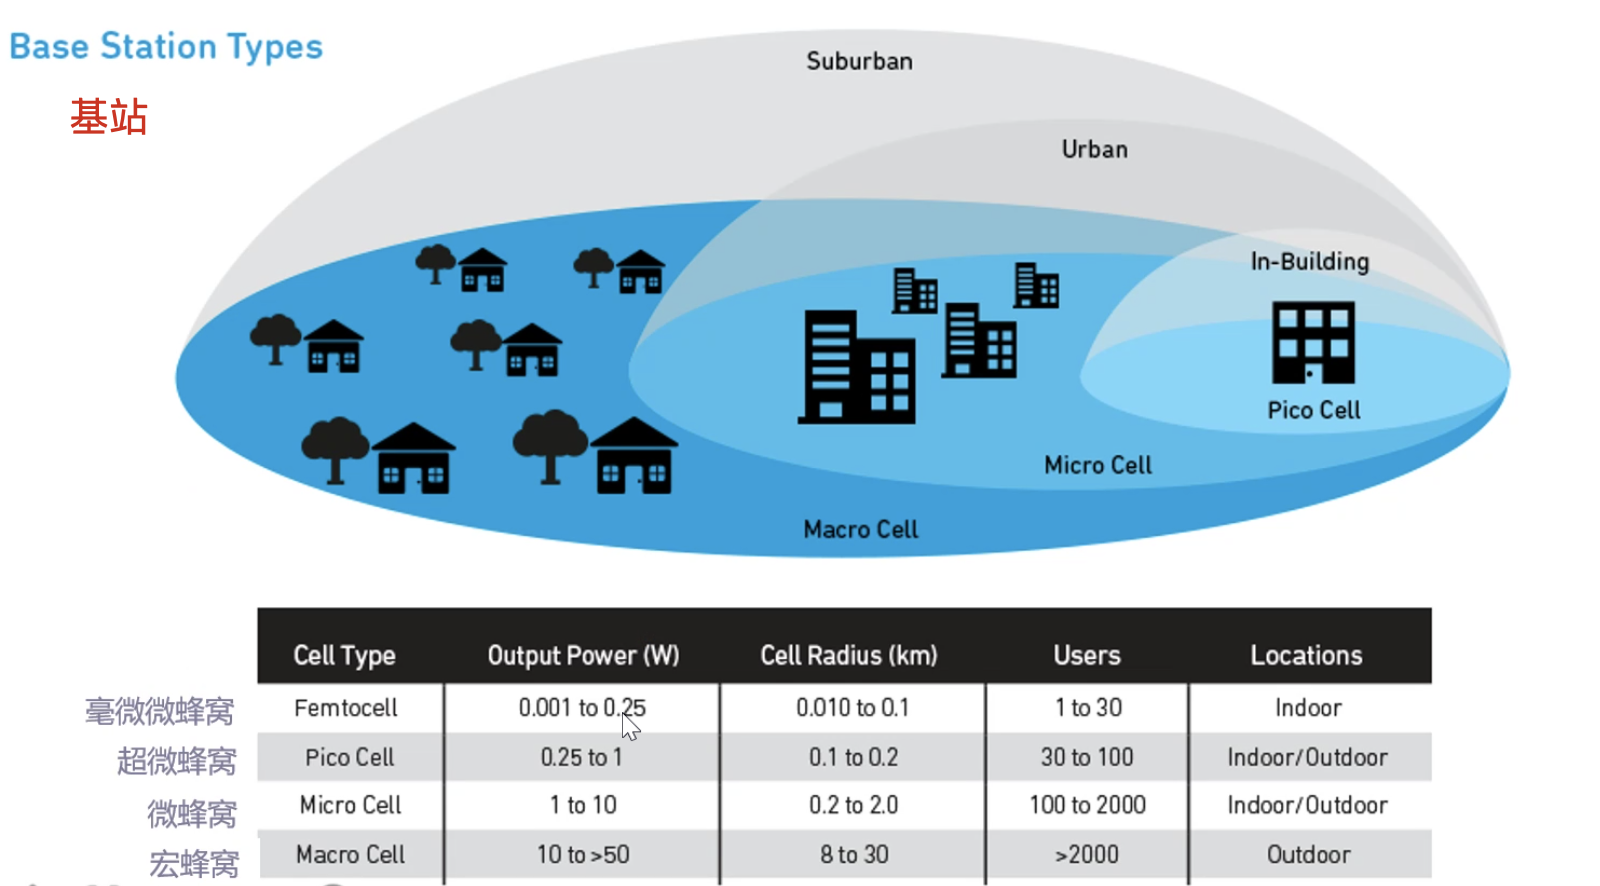 Base Station Types
基站
Suburban
Urban
In-Building
Pico Cell
Micro Cell
Macro Cell
Cell Type Output Power (W) Cell Radius (km) Users Locations
毫微微蜂窝 Femtocell 0.001 to 0.25 0.010 to 0.1 1 to 30 Indoor
超微蜂窝 Pico Cell 0.25 to 1 0.1 to 0.2 30 to 100 Indoor/Outdoor
微蜂窝 Micro Cell 1 to 10 0.2 to 2.0 100 to 2000 Indoor/Outdoor
宏蜂窝 Macro Cell 10 to >50 8 to 30 >2000 Outdoor